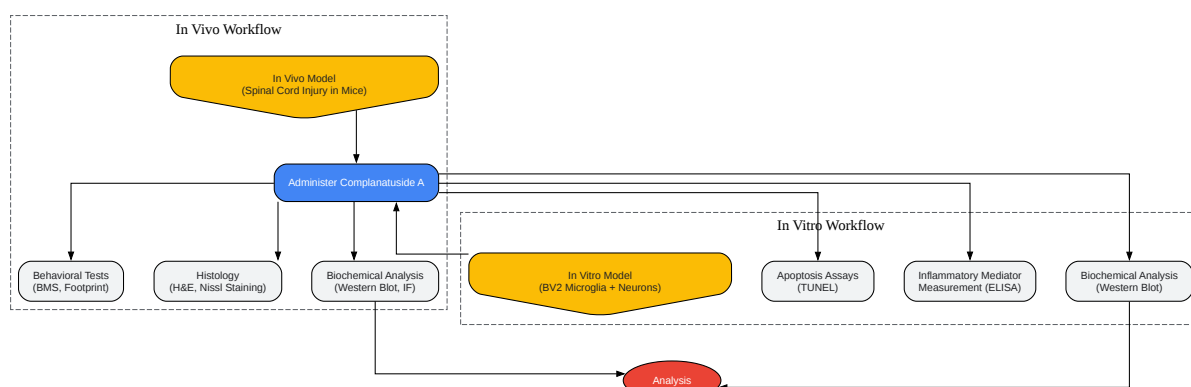 In Vivo Workflow
In Vivo Model
(Spinal Cord Injury in Mice)
Administer Complanatuside A
Behavioral Tests
(BMS, Footprint)
Histology
(H&E, Nissl Staining)
Biochemical Analysis
(Western Blot, IF)
In Vitro Workflow
In Vitro Model
(BV2 Microglia + Neurons)
Apoptosis Assays
(TUNEL)
Inflammatory Mediator
Measurement (ELISA)
Biochemical Analysis
(Western Blot)
Analysis